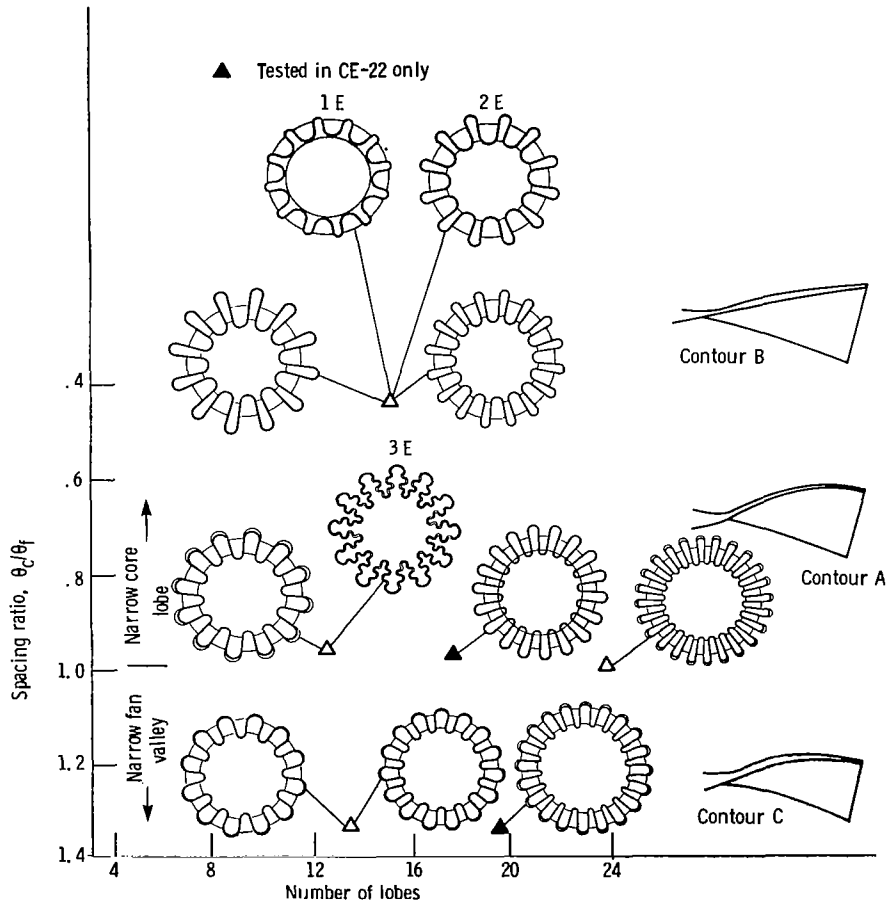 ▲ Tested in CE-22 only
1 E
2 E
Contour B
.4
3 E
.6
Contour A
.8
1.0
1.2
Contour C
1.4
Spacing ratio, θc/θf
Narrow core
lobe
Narrow fan
valley
4 8 12 16 20 24
Number of lobes